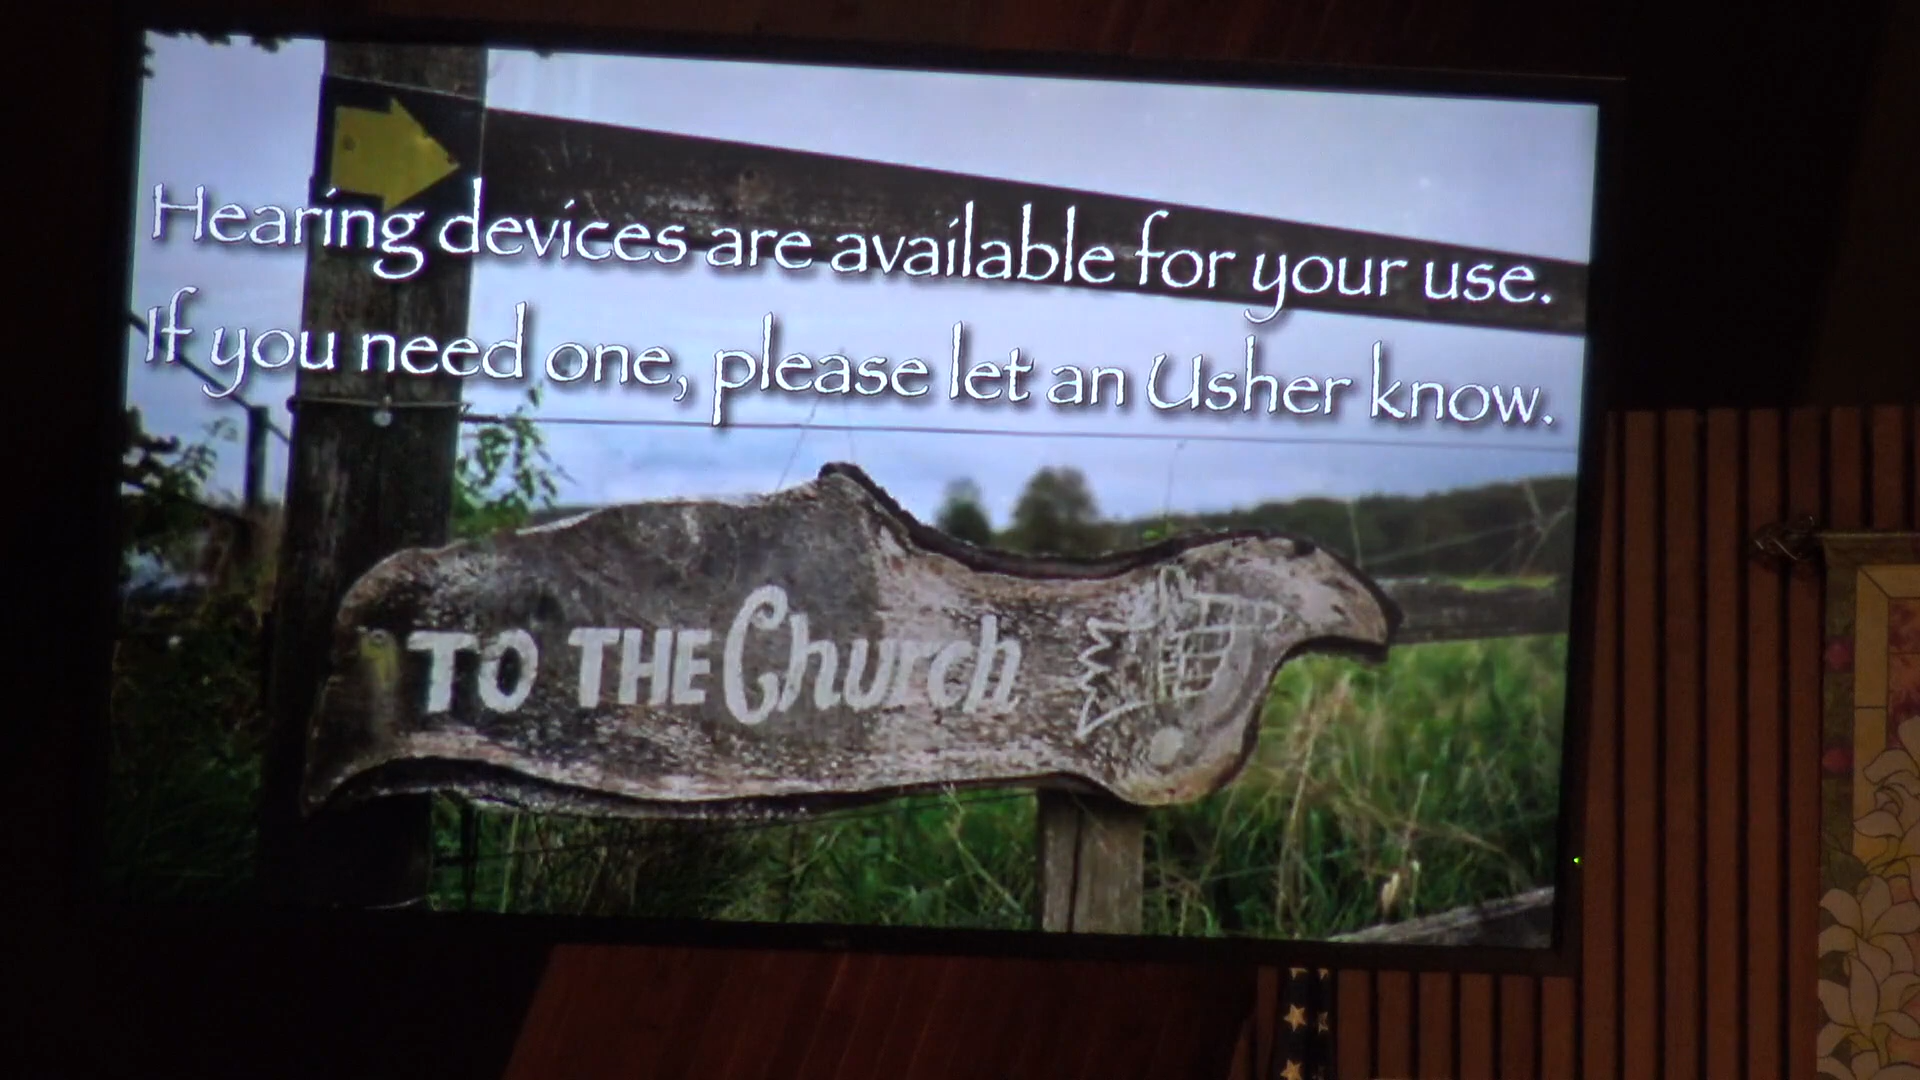 Hearing devices are available for your use.
If you need one, please let an Usher know.
TO THE Church